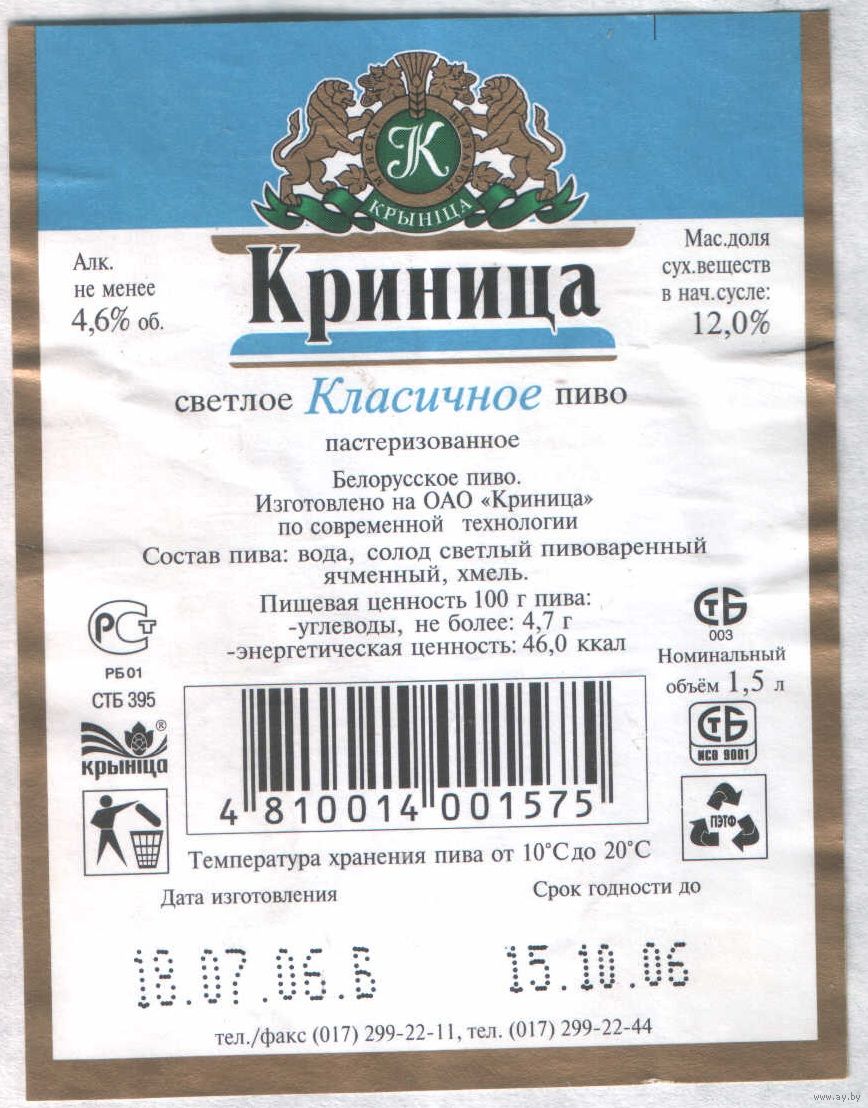 МІНСКІ БРОВАР
К
КРЫНІЦА
Алк.
не менее
4,6% об.
Криница
Мас.доля
сух.веществ
в нач.сусле:
12,0%
светлое Класичное пиво
пастеризованное
Белорусское пиво.
Изготовлено на ОАО «Криница»
по современной технологии
Состав пива: вода, солод светлый пивоваренный
ячменный, хмель.
Пищевая ценность 100 г пива:
-углеводы, не более: 4,7 г
-энергетическая ценность: 46,0 ккал
РСТ
РБ 01
СТБ 395
крыніца®
СТБ
003
Номинальный
объём 1,5 л
СТБ
ИСО 9001
ПЭТФ
4 810014 001575
Температура хранения пива от 10°С до 20°С
Дата изготовления
Срок годности до
18.07.06.Б
15.10.06
тел./факс (017) 299-22-11, тел. (017) 299-22-44
www.ay.by